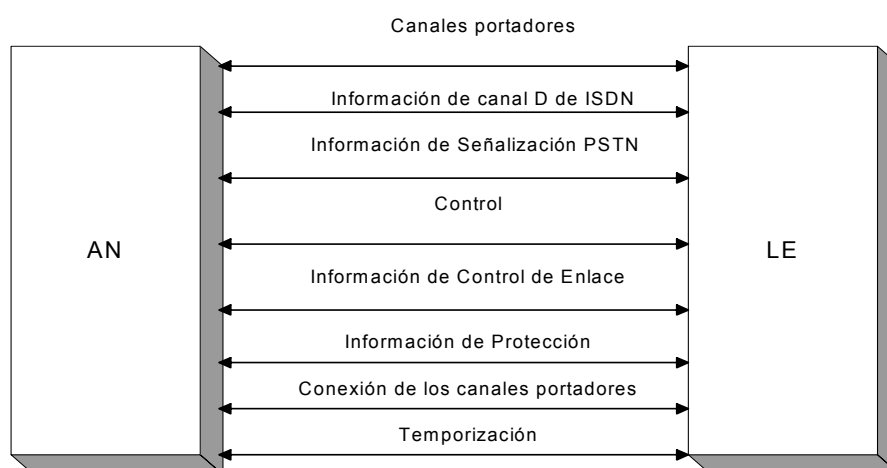 Canales portadores
Información de canal D de ISDN
Información de Señalización PSTN
Control
AN
LE
Información de Control de Enlace
Información de Protección
Conexión de los canales portadores
Temporización